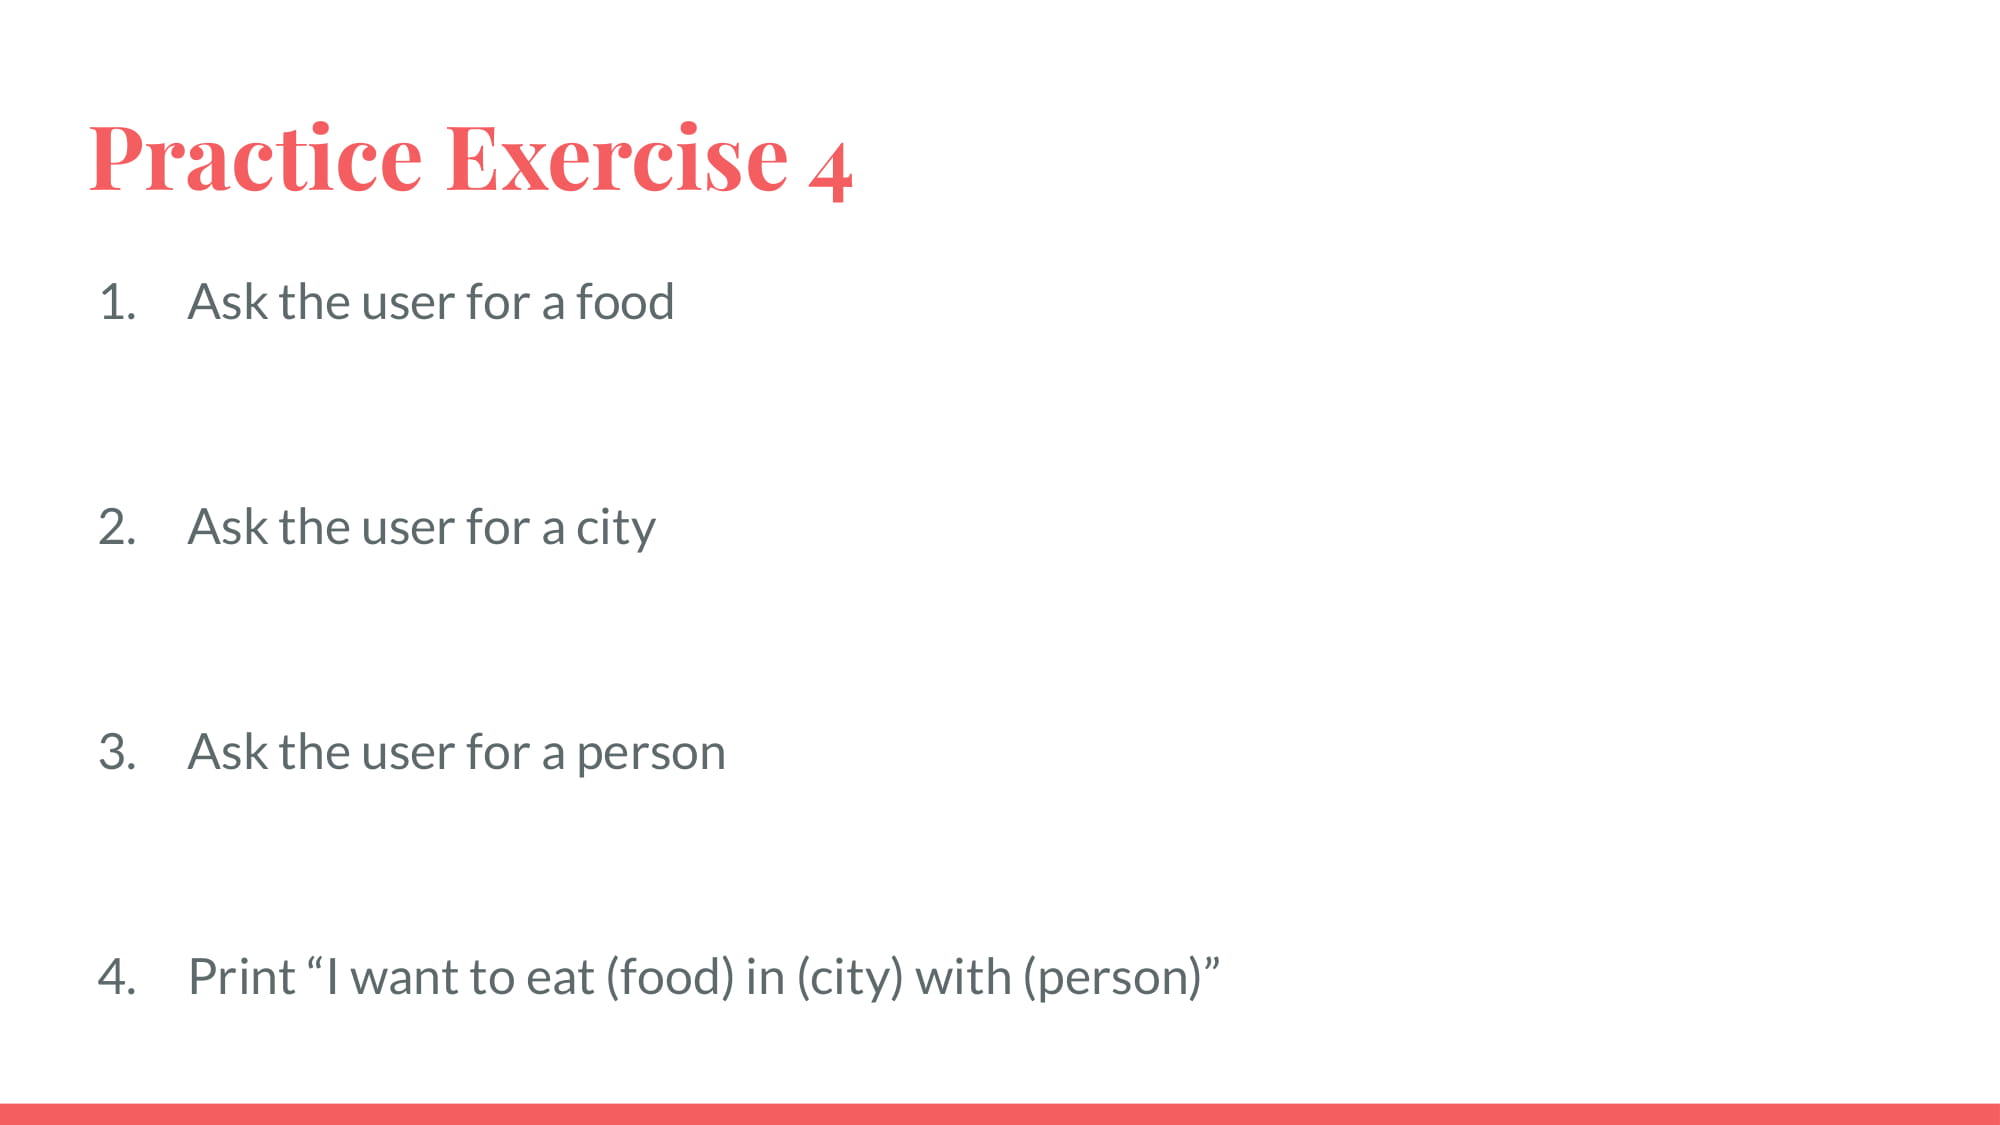 Practice Exercise 4
1. Ask the user for a food
2. Ask the user for a city
3. Ask the user for a person
4. Print “I want to eat (food) in (city) with (person)”